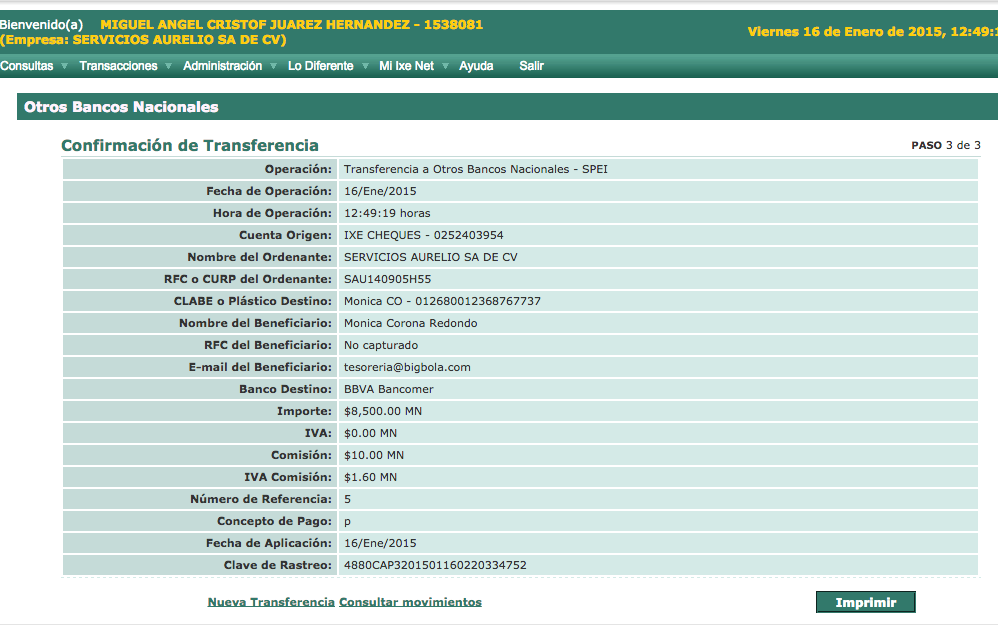 Bienvenido(a) MIGUEL ANGEL CRISTOF JUAREZ HERNANDEZ - 1538081
(Empresa: SERVICIOS AURELIO SA DE CV)
Viernes 16 de Enero de 2015, 12:49:1
Consultas Transacciones Administración Lo Diferente Mi Ixe Net Ayuda Salir
Otros Bancos Nacionales
Confirmación de Transferencia PASO 3 de 3
Operación: Transferencia a Otros Bancos Nacionales - SPEI
Fecha de Operación: 16/Ene/2015
Hora de Operación: 12:49:19 horas
Cuenta Origen: IXE CHEQUES - 0252403954
Nombre del Ordenante: SERVICIOS AURELIO SA DE CV
RFC o CURP del Ordenante: SAU140905H55
CLABE o Plástico Destino: Monica CO - 012680012368767737
Nombre del Beneficiario: Monica Corona Redondo
RFC del Beneficiario: No capturado
E-mail del Beneficiario: tesoreria@bigbola.com
Banco Destino: BBVA Bancomer
Importe: $8,500.00 MN
IVA: $0.00 MN
Comisión: $10.00 MN
IVA Comisión: $1.60 MN
Número de Referencia: 5
Concepto de Pago: p
Fecha de Aplicación: 16/Ene/2015
Clave de Rastreo: 4880CAP3201501160220334752
Nueva Transferencia Consultar movimientos Imprimir